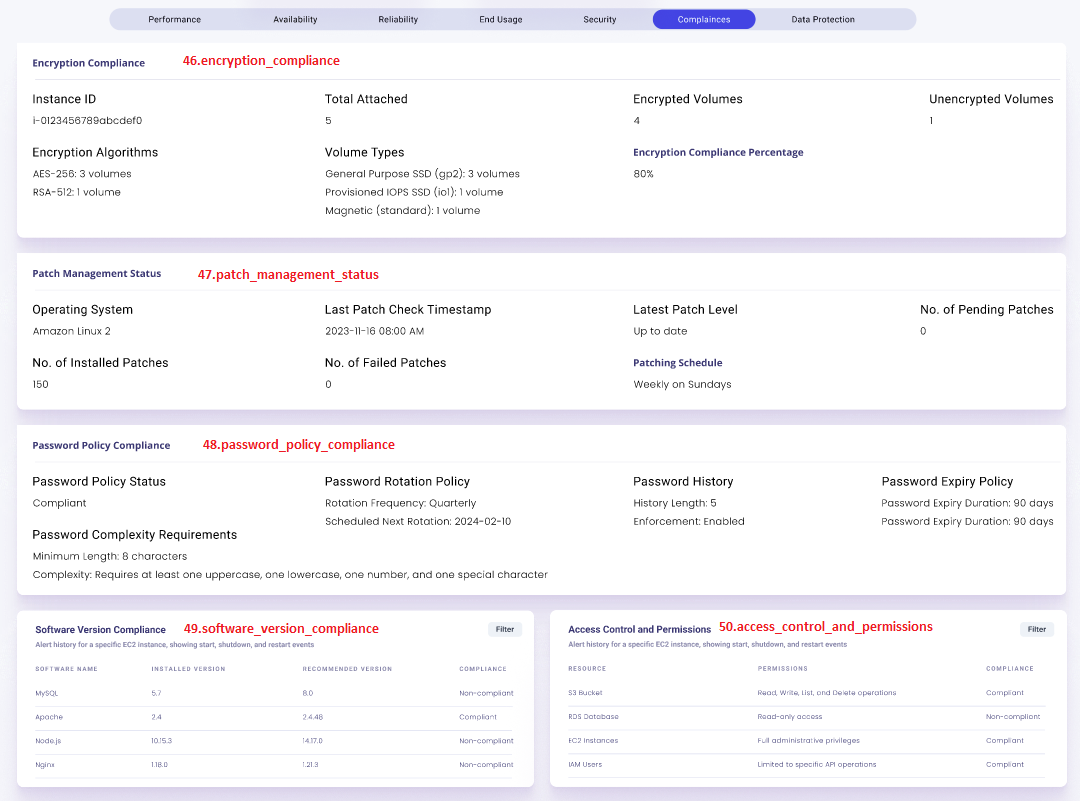 Performance Availability Reliability End Usage Security Complainces Data Protection
Encryption Compliance 46.encryption_compliance
Instance ID Total Attached Encrypted Volumes Unencrypted Volumes
i-0123456789abcdef0 5 4 1
Encryption Algorithms Volume Types Encryption Compliance Percentage
AES-256: 3 volumes General Purpose SSD (gp2): 3 volumes 80%
RSA-512: 1 volume Provisioned IOPS SSD (io1): 1 volume
Magnetic (standard): 1 volume
Patch Management Status 47.patch_management_status
Operating System Last Patch Check Timestamp Latest Patch Level No. of Pending Patches
Amazon Linux 2 2023-11-16 08:00 AM Up to date 0
No. of Installed Patches No. of Failed Patches Patching Schedule
150 0 Weekly on Sundays
Password Policy Compliance 48.password_policy_compliance
Password Policy Status Password Rotation Policy Password History Password Expiry Policy
Compliant Rotation Frequency: Quarterly History Length: 5 Password Expiry Duration: 90 days
Scheduled Next Rotation: 2024-02-10 Enforcement: Enabled Password Expiry Duration: 90 days
Password Complexity Requirements
Minimum Length: 8 characters
Complexity: Requires at least one uppercase, one lowercase, one number, and one special character
Software Version Compliance 49.software_version_compliance Filter
Alert history for a specific EC2 instance, showing start, shutdown, and restart events
SOFTWARE NAME INSTALLED VERSION RECOMMENDED VERSION COMPLIANCE
MySQL 5.7 8.0 Non-compliant
Apache 2.4 2.4.48 Compliant
Node.js 10.15.3 14.17.0 Non-compliant
Nginx 1.18.0 1.21.3 Non-compliant
Access Control and Permissions 50.access_control_and_permissions Filter
Alert history for a specific EC2 instance, showing start, shutdown, and restart events
RESOURCE PERMISSIONS COMPLIANCE
S3 Bucket Read, Write, List, and Delete operations Compliant
RDS Database Read-only access Non-compliant
EC2 Instances Full administrative privileges Compliant
IAM Users Limited to specific API operations Compliant